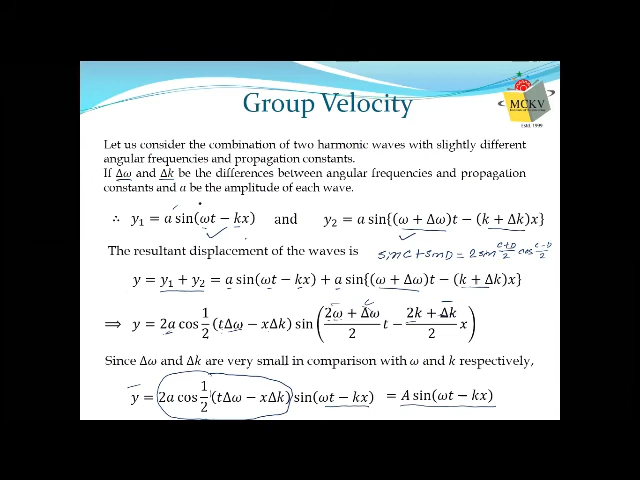 Group Velocity
MCKV
Estd. 1999
Let us consider the combination of two harmonic waves with slightly different
angular frequencies and propagation constants.
If Δω and Δk be the differences between angular frequencies and propagation
constants and a be the amplitude of each wave.
∴ y₁ = a sin(ωt − kx) and y₂ = a sin{(ω + Δω)t − (k + Δk)x}
The resultant displacement of the waves is
sinC + sinD = 2 sin (C+D)/2 cos (C−D)/2
y = y₁ + y₂ = a sin(ωt − kx) + a sin{(ω + Δω)t − (k + Δk)x}
⟹ y = 2a cos 1/2 (tΔω − xΔk) sin ((2ω + Δω)/2 t − (2k + Δk)/2 x)
Since Δω and Δk are very small in comparison with ω and k respectively,
y = 2a cos 1/2 (tΔω − xΔk) sin(ωt − kx) = A sin(ωt − kx)